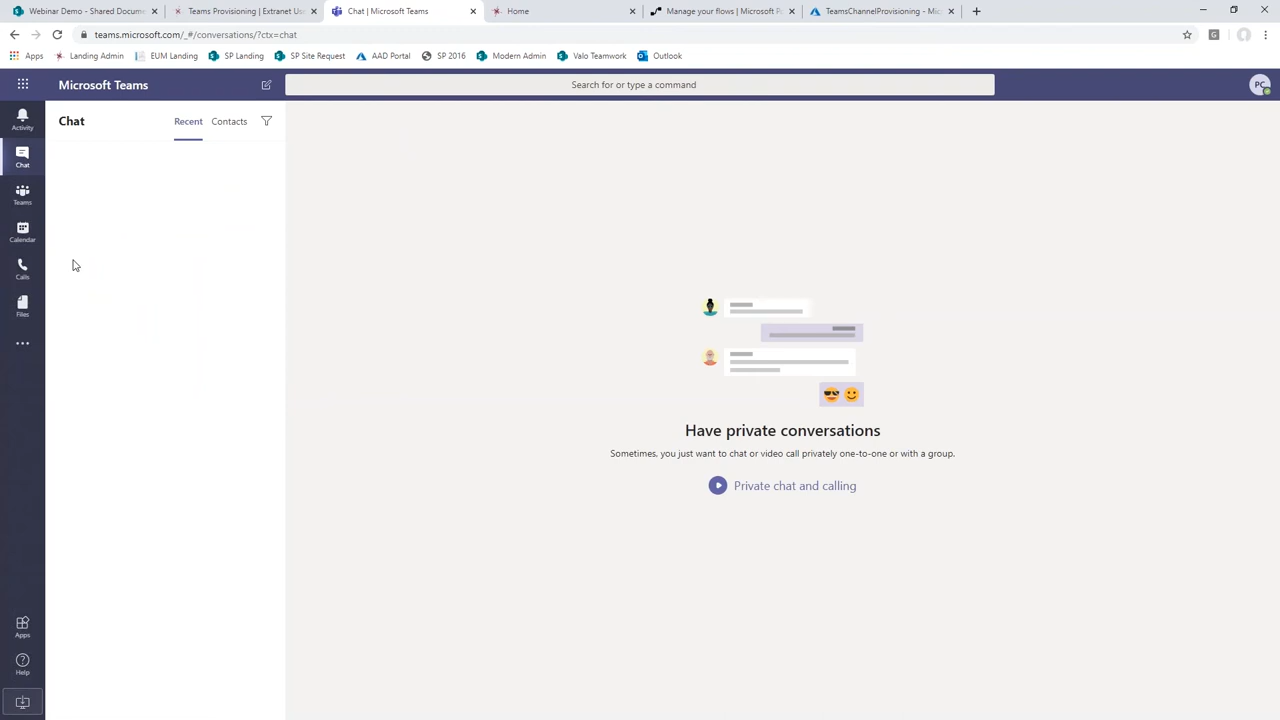 Webinar Demo - Shared Docume
Teams Provisioning | Extranet Use
Chat | Microsoft Teams
Home
Manage your flows | Microsoft Po
TeamsChannelProvisioning - Mic
teams.microsoft.com/_#/conversations/?ctx=chat
Apps
Landing Admin
EUM Landing
SP Landing
SP Site Request
AAD Portal
SP 2016
Modern Admin
Valo Teamwork
Outlook
Microsoft Teams
Search for or type a command
PC
Activity
Chat
Teams
Calendar
Calls
Files
Apps
Help
Chat
Recent
Contacts
Have private conversations
Sometimes, you just want to chat or video call privately one-to-one or with a group.
Private chat and calling